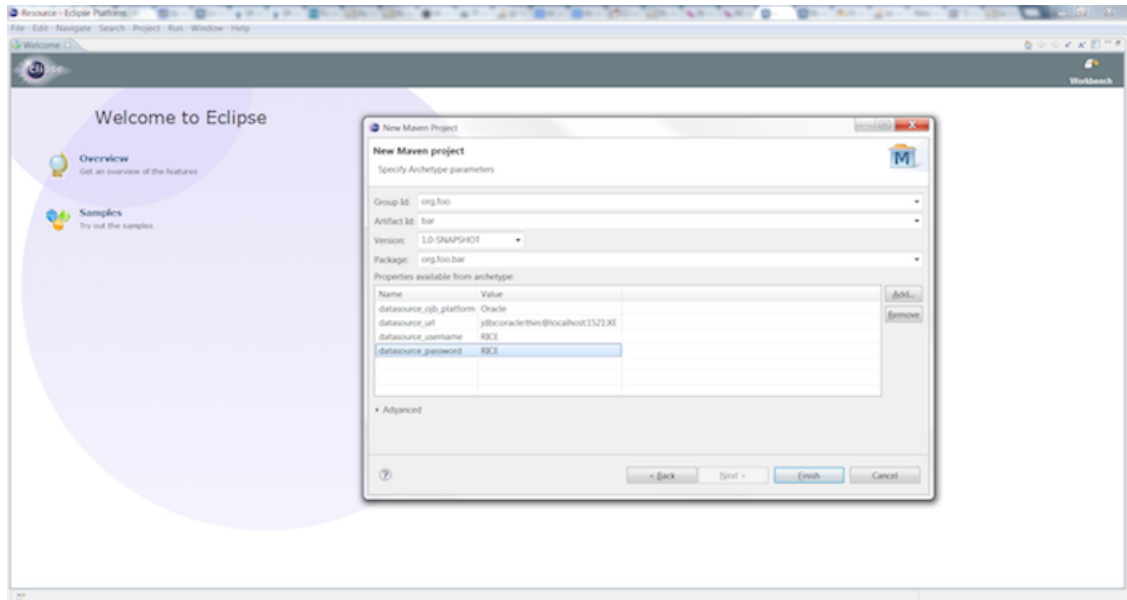 Resource - Eclipse Platform
File Edit Navigate Search Project Run Window Help
Welcome
eclipse
Workbench
Welcome to Eclipse
Overview
Get an overview of the features
Samples
Try out the samples
New Maven Project
New Maven project
Specify Archetype parameters
M
Group Id: org.foo
Artifact Id: bar
Version: 1.0-SNAPSHOT
Package: org.foo.bar
Properties available from archetype:
Name Value
datasource_ojb_platform Oracle
datasource_url jdbc:oracle:thin:@localhost:1521:XE
datasource_username RICE
datasource_password RICE
Add...
Remove
Advanced
?
< Back Next > Finish Cancel